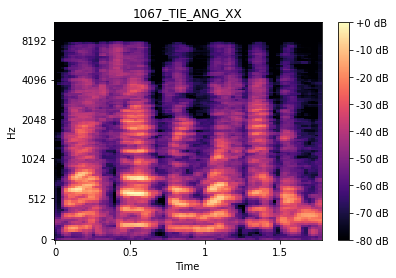 1067_TIE_ANG_XX
Hz
8192
4096
2048
1024
512
0
0
0.5
1
1.5
Time
+0 dB
-10 dB
-20 dB
-30 dB
-40 dB
-50 dB
-60 dB
-70 dB
-80 dB